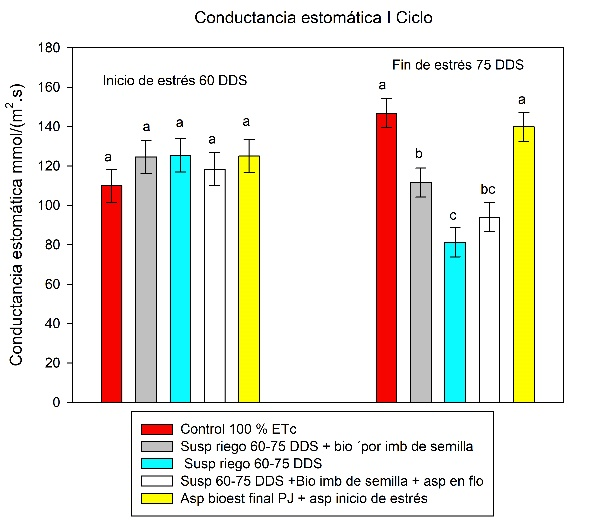 Conductancia estomática I Ciclo
Conductancia estomática mmol/(m2.s)
180
160
140
120
100
80
60
40
20
0
Inicio de estrés 60 DDS
a
a
a
a
a
Fin de estrés 75 DDS
a
b
c
bc
a
Control 100 % ETc
Susp riego 60-75 DDS + bio ´por imb de semilla
Susp riego 60-75 DDS
Susp 60-75 DDS +Bio imb de semilla + asp en flo
Asp bioest final PJ + asp inicio de estrés